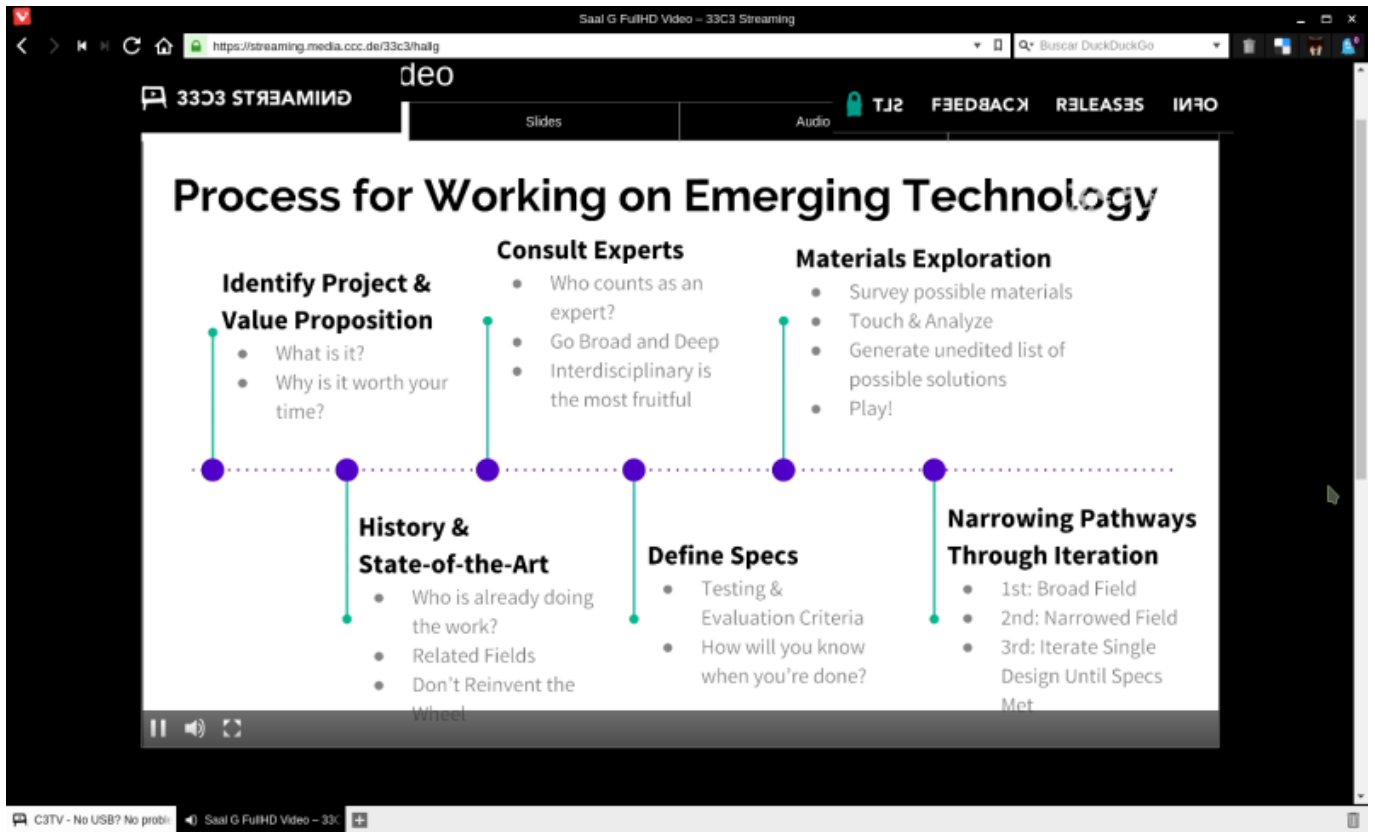 Saal G FullHD Video – 33C3 Streaming
https://streaming.media.ccc.de/33c3/hallg
Buscar DuckDuckGo
deo
33C3 STREAMING
TLS FEEDBACK RELEASES INFO
Slides
Audio
Process for Working on Emerging Technology
Identify Project &
Value Proposition
● What is it?
● Why is it worth your
time?
Consult Experts
● Who counts as an
expert?
● Go Broad and Deep
● Interdisciplinary is
the most fruitful
Materials Exploration
● Survey possible materials
● Touch & Analyze
● Generate unedited list of
possible solutions
● Play!
History &
State-of-the-Art
● Who is already doing
the work?
● Related Fields
● Don't Reinvent the
Wheel
Define Specs
● Testing &
Evaluation Criteria
● How will you know
when you're done?
Narrowing Pathways
Through Iteration
● 1st: Broad Field
● 2nd: Narrowed Field
● 3rd: Iterate Single
Design Until Specs
Met
C3TV - No USB? No proble
Saal G FullHD Video – 33C